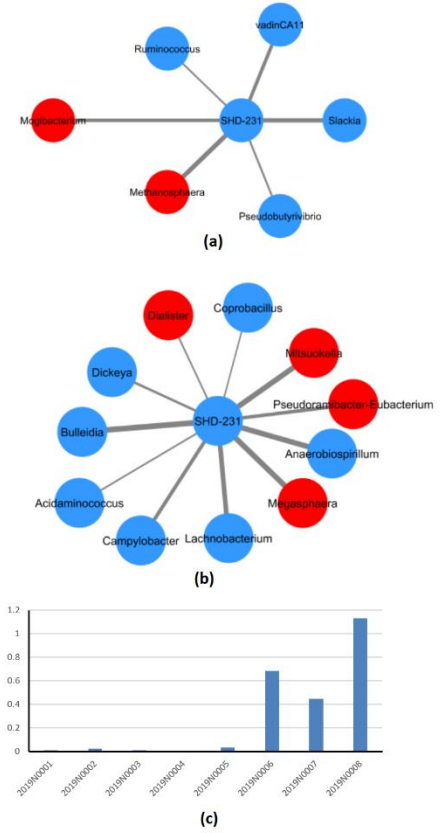 vadinCA11
Ruminococcus
Mogibacterium
SHD-231
Slackia
Methanosphaera
Pseudobutyrivibrio
(a)
Dialister
Coprobacillus
Mitsuokella
Dickeya
Pseudoramibacter-Eubacterium
SHD-231
Bulleidia
Anaerobiospirillum
Acidaminococcus
Megasphaera
Campylobacter
Lachnobacterium
(b)
1.2
1
0.8
0.6
0.4
0.2
0
2019N0001
2019N0002
2019N0003
2019N0004
2019N0005
2019N0006
2019N0007
2019N0008
(c)